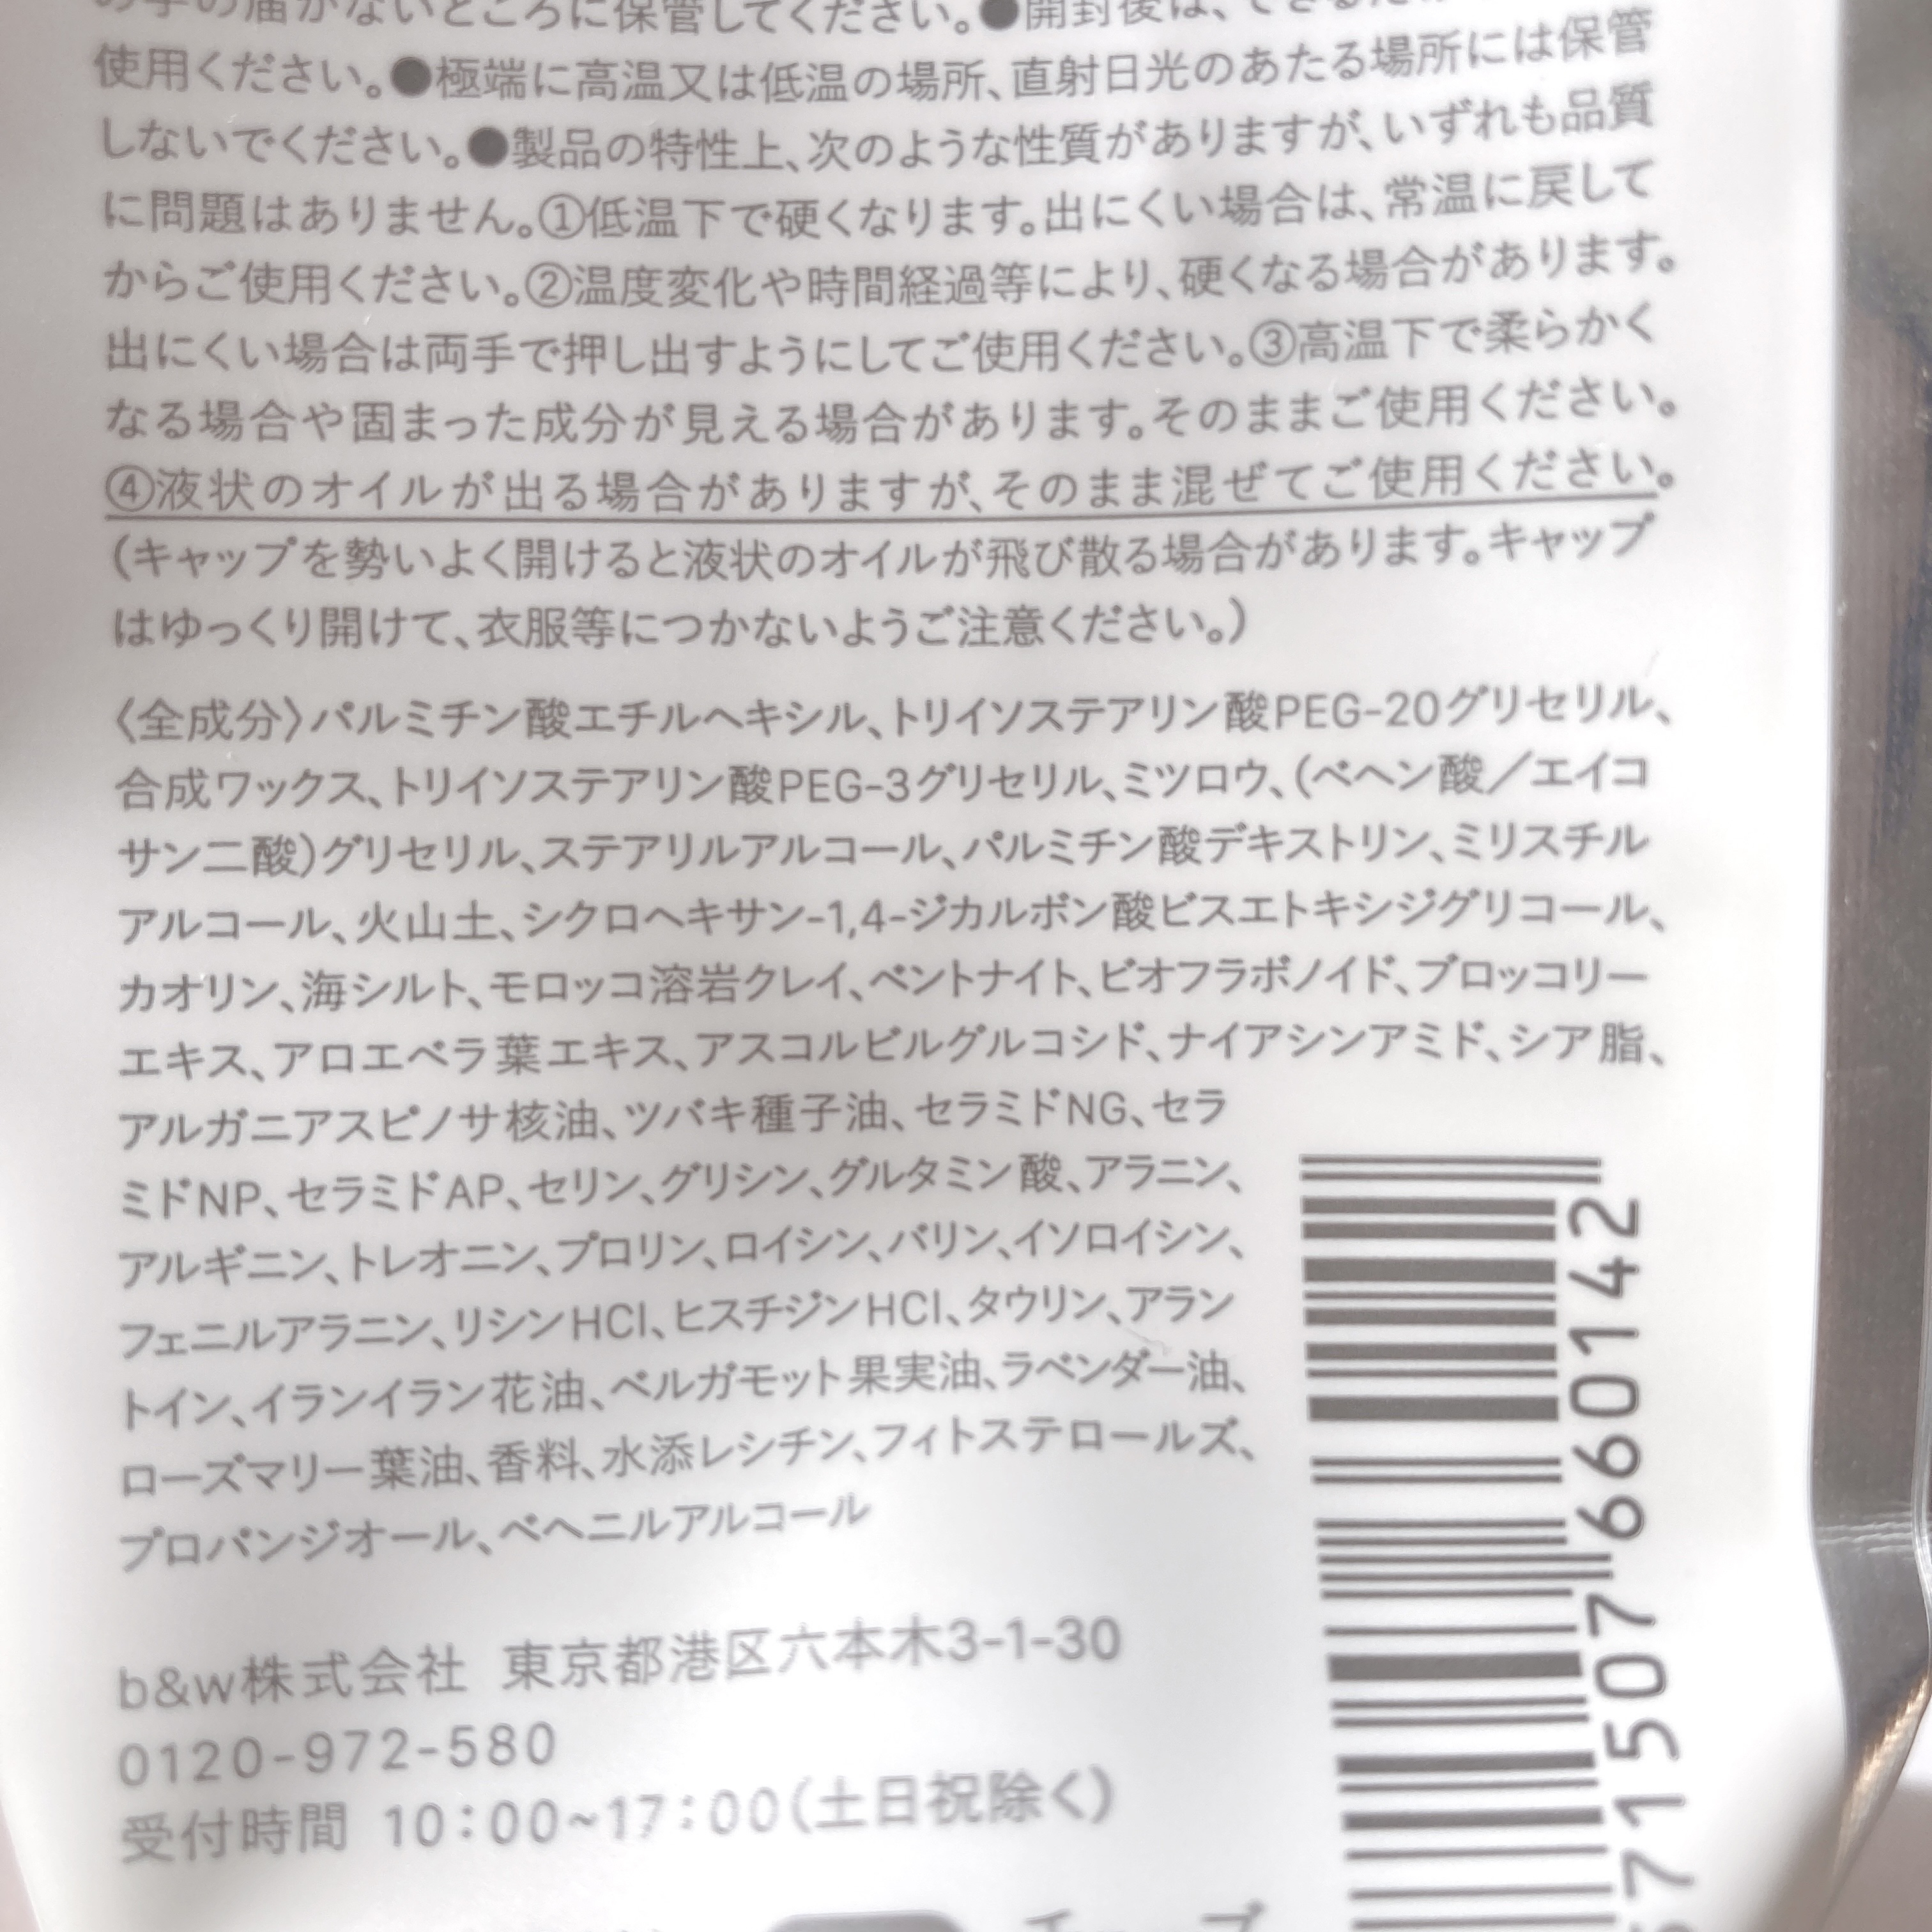 の手の届かないところに保管してください。●開封後は、できるだ
使用ください。●極端に高温又は低温の場所、直射日光のあたる場所には保管
しないでください。●製品の特性上、次のような性質がありますが、いずれも品質
に問題はありません。①低温下で硬くなります。出にくい場合は、常温に戻して
からご使用ください。②温度変化や時間経過等により、硬くなる場合があります。
出にくい場合は両手で押し出すようにしてご使用ください。③高温下で柔らかく
なる場合や固まった成分が見える場合があります。そのままご使用ください。
④液状のオイルが出る場合がありますが、そのまま混ぜてご使用ください。
(キャップを勢いよく開けると液状のオイルが飛び散る場合があります。キャップ
はゆっくり開けて、衣服等につかないようご注意ください。)
〈全成分〉パルミチン酸エチルヘキシル、トリイソステアリン酸PEG-20グリセリル、
合成ワックス、トリイソステアリン酸PEG-3グリセリル、ミツロウ、(ベヘン酸／エイコ
サン二酸)グリセリル、ステアリルアルコール、パルミチン酸デキストリン、ミリスチル
アルコール、火山土、シクロヘキサン-1,4-ジカルボン酸ビスエトキシジグリコール、
カオリン、海シルト、モロッコ溶岩クレイ、ベントナイト、ビオフラボノイド、ブロッコリー
エキス、アロエベラ葉エキス、アスコルビルグルコシド、ナイアシンアミド、シア脂、
アルガニアスピノサ核油、ツバキ種子油、セラミドNG、セラ
ミドNP、セラミドAP、セリン、グリシン、グルタミン酸、アラニン、
アルギニン、トレオニン、プロリン、ロイシン、バリン、イソロイシン、
フェニルアラニン、リシンHCl、ヒスチジンHCl、タウリン、アラン
トイン、イランイラン花油、ベルガモット果実油、ラベンダー油、
ローズマリー葉油、香料、水添レシチン、フィトステロールズ、
プロパンジオール、ベヘニルアルコール
b&w株式会社 東京都港区六本木3-1-30
0120-972-580
受付時間 10:00~17:00(土日祝除く)
71507 660142